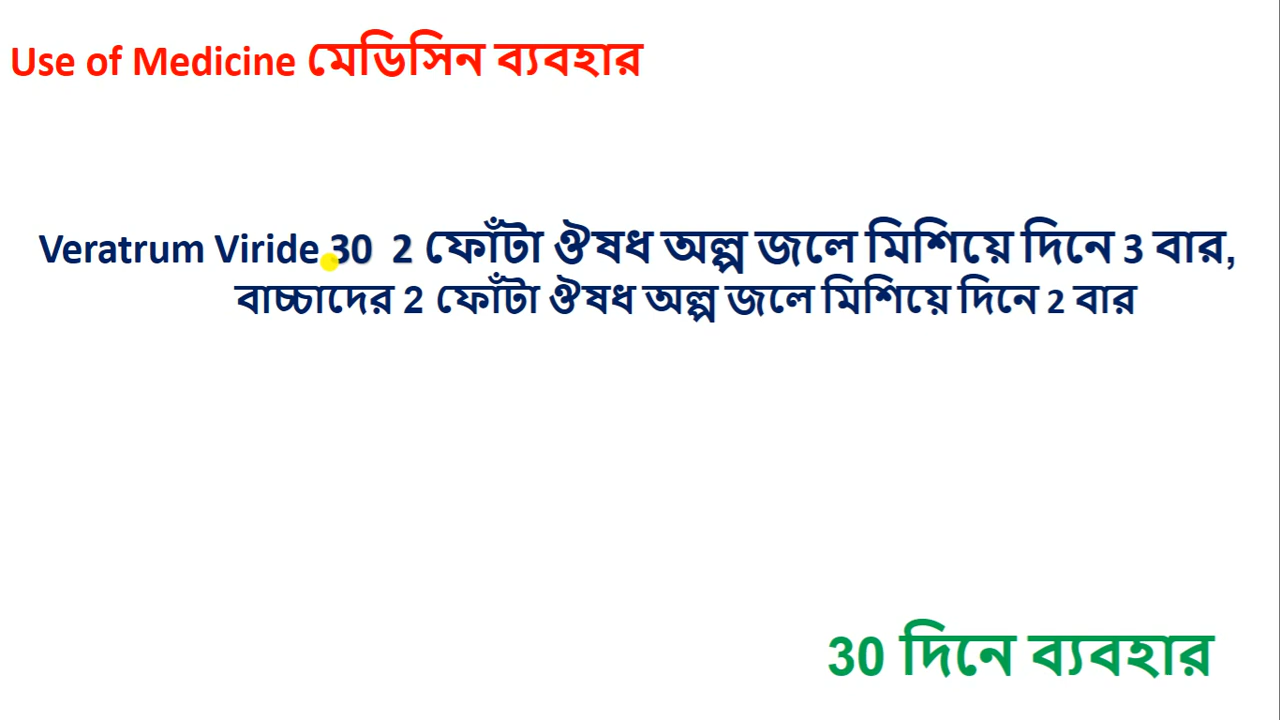 Use of Medicine মেডিসিন ব্যবহার
Veratrum Viride 30 2 ফোঁটা ঔষধ অল্প জলে মিশিয়ে দিনে 3 বার,
বাচ্চাদের 2 ফোঁটা ঔষধ অল্প জলে মিশিয়ে দিনে 2 বার
30 দিনে ব্যবহার